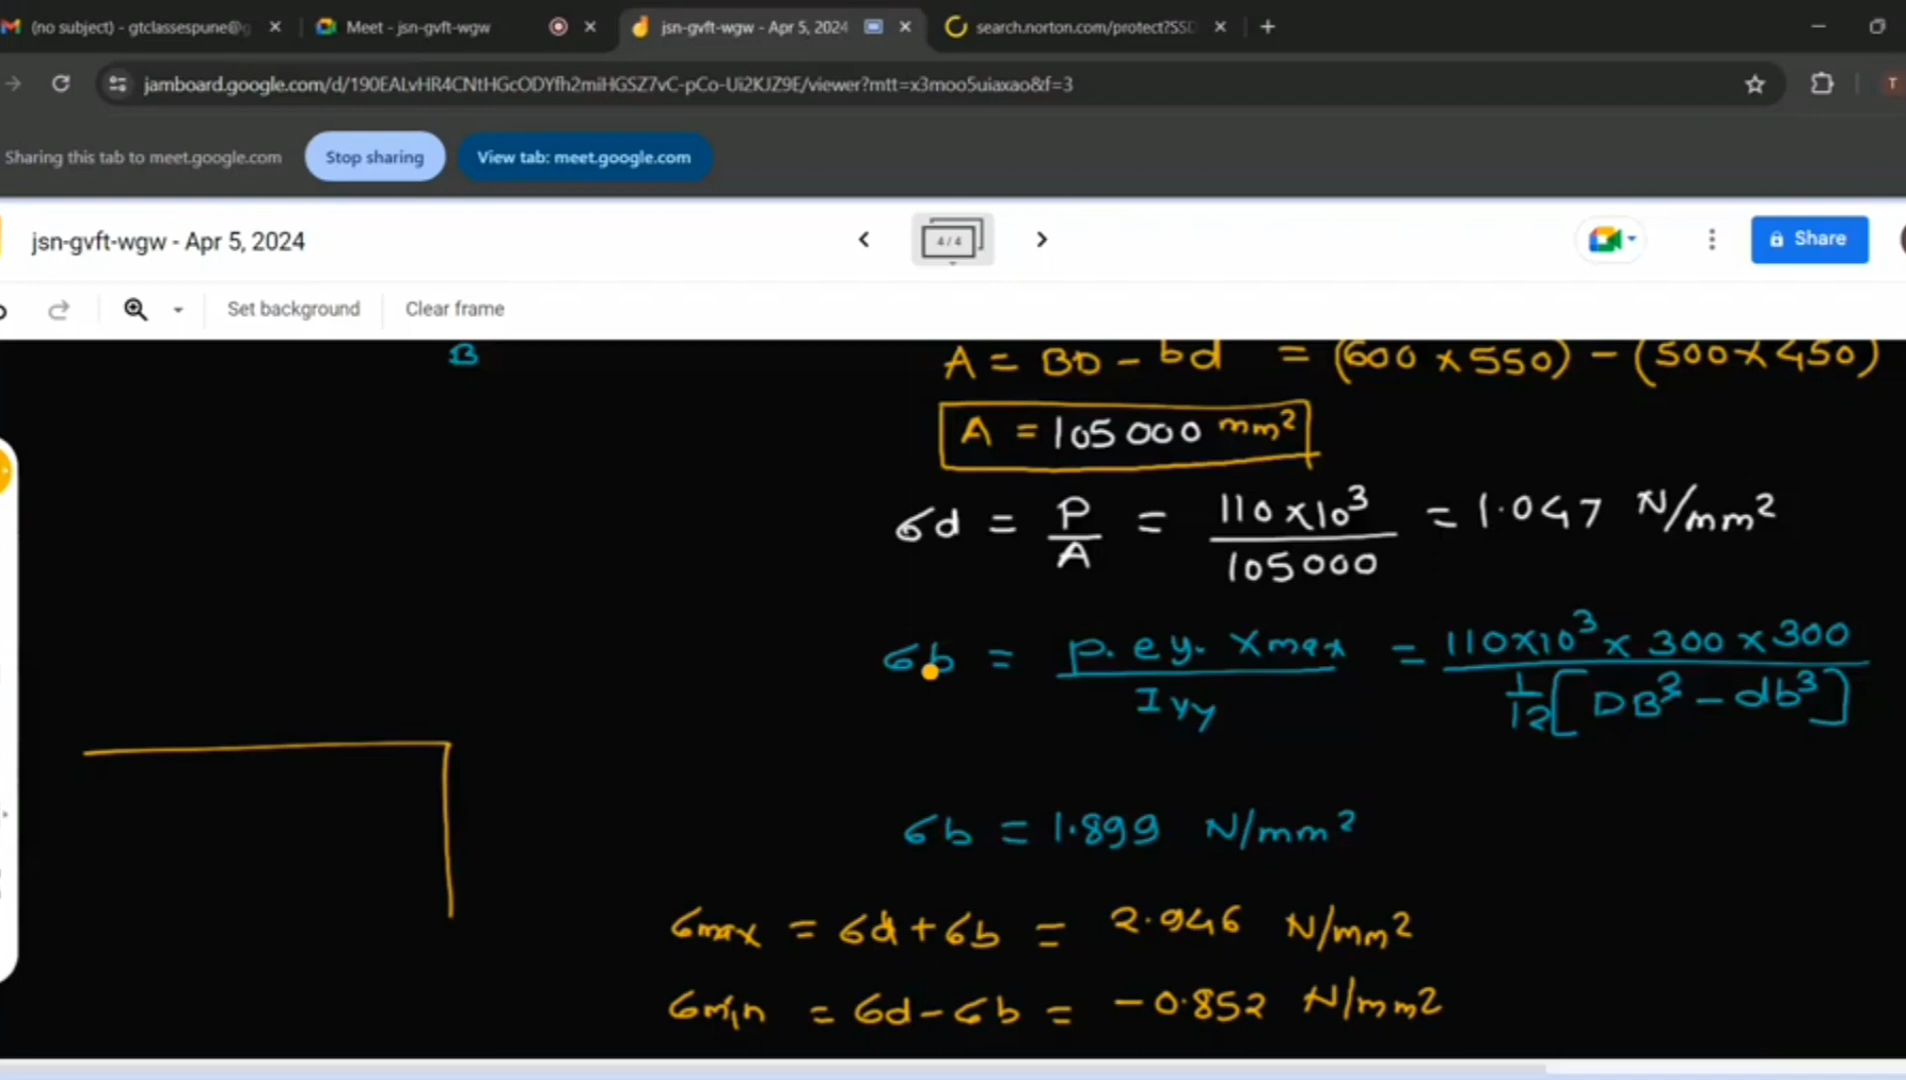 (no subject) - gtclassespune@g
Meet - jsn-gvft-wgw
jsn-gvft-wgw - Apr 5, 2024
search.norton.com/protect?SSD
jamboard.google.com/d/190EALvHR4CNtHGcODYfh2miHGSZ7vC-pCo-Ui2KJZ9E/viewer?mtt=x3moo5uiaxao&f=3
T
Sharing this tab to meet.google.com
Stop sharing
View tab: meet.google.com
jsn-gvft-wgw - Apr 5, 2024
4/4
Share
Set background
Clear frame
B
A = BD - bd = (600 x 550) - (500 x 450)
A = 105000 mm²
σd = P/A = 110x10³/105000 = 1.047 N/mm²
σb = P.ey. Xmax/Iyy = 110x10³ x 300 x 300/1/12[DB³ - db³]
σb = 1.899 N/mm²
σmax = σd + σb = 2.946 N/mm²
σmin = σd - σb = -0.852 N/mm2